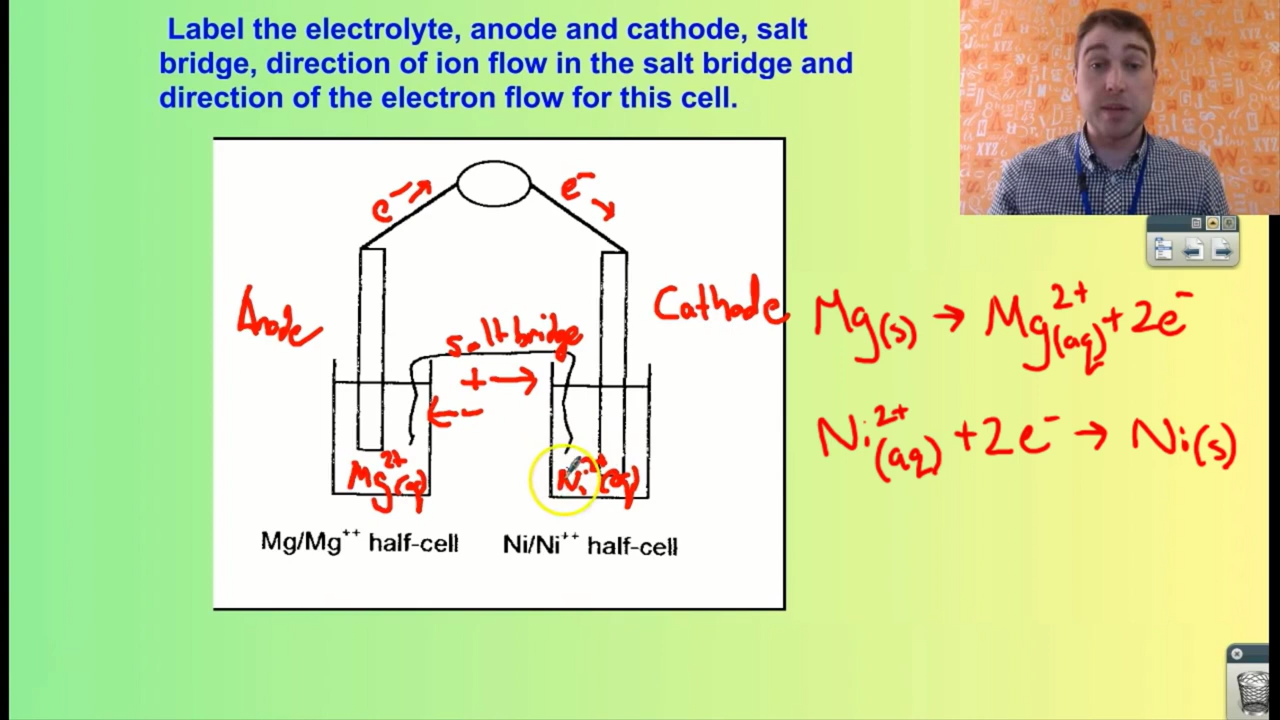 Label the electrolyte, anode and cathode, salt
bridge, direction of ion flow in the salt bridge and
direction of the electron flow for this cell.
e⁻ →
e⁻ →
Anode
Cathode
salt bridge
+ →
← -
Mg²⁺(aq)
Ni²⁺(aq)
Mg/Mg⁺⁺ half-cell
Ni/Ni⁺⁺ half-cell
Mg(s) → Mg²⁺(aq) + 2e⁻
Ni²⁺(aq) + 2e⁻ → Ni(s)